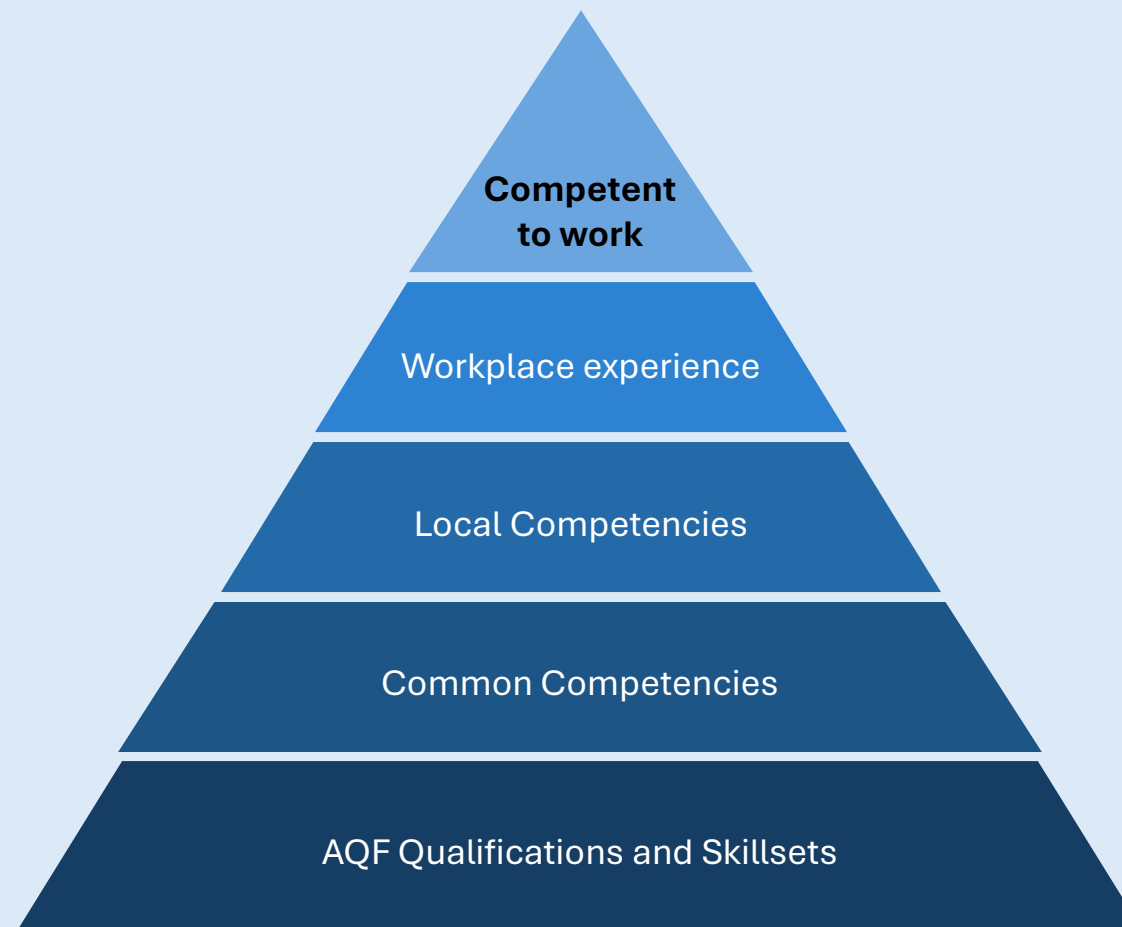 Competent
to work
Workplace experience
Local Competencies
Common Competencies
AQF Qualifications and Skillsets